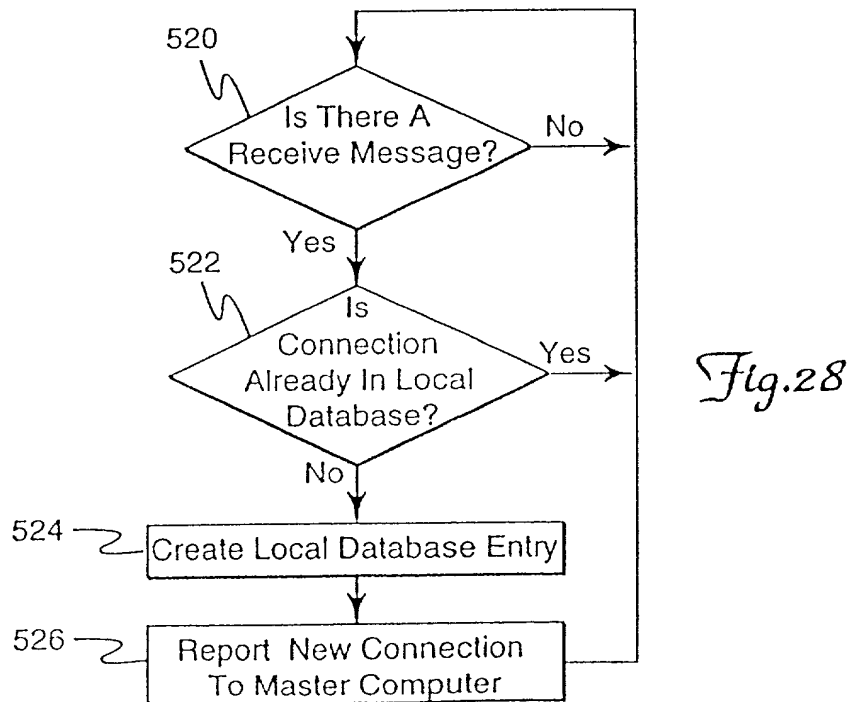 520
Is There A
Receive Message?
No
Yes
522
Is
Connection
Already In Local
Database?
Yes
Fig.28
No
524
Create Local Database Entry
526
Report New Connection
To Master Computer